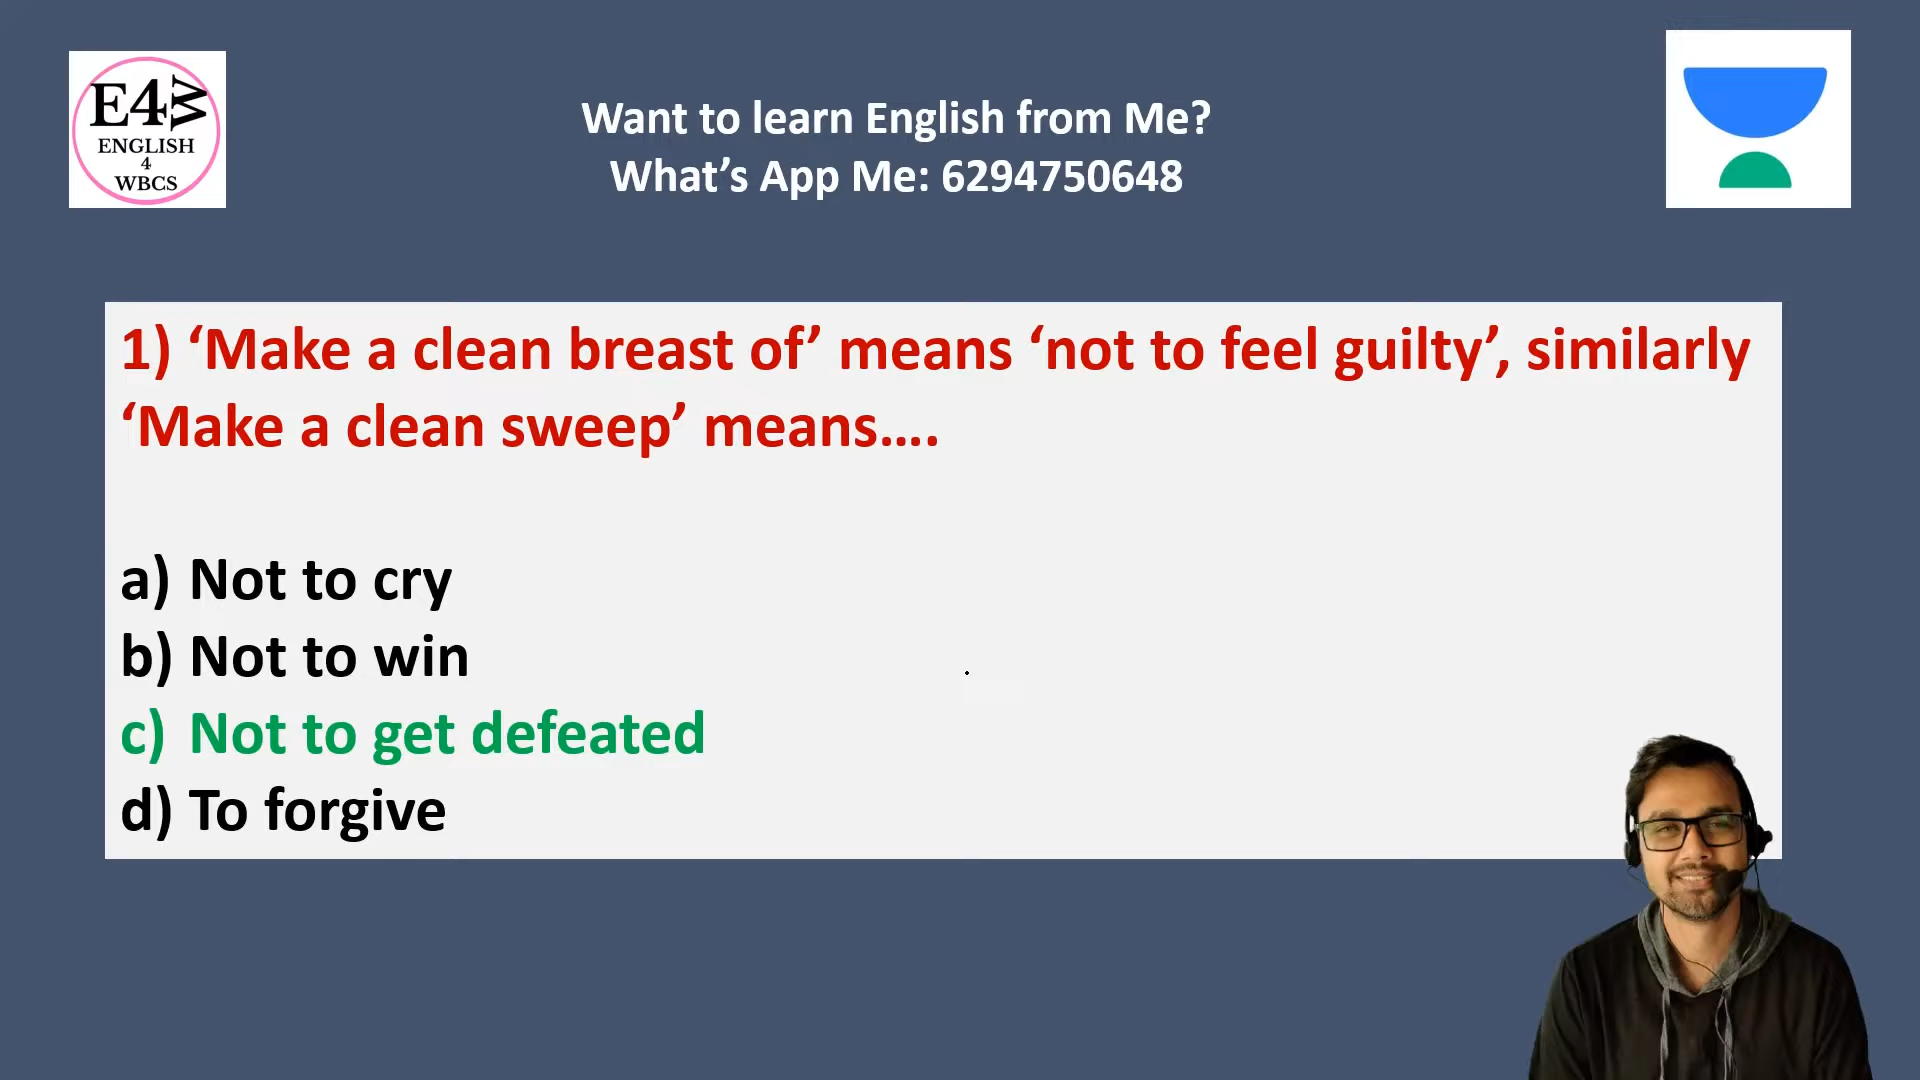 E4W
ENGLISH
4
WBCS
Want to learn English from Me?
What’s App Me: 6294750648
1) ‘Make a clean breast of’ means ‘not to feel guilty’, similarly
‘Make a clean sweep’ means....
a) Not to cry
b) Not to win
c) Not to get defeated
d) To forgive